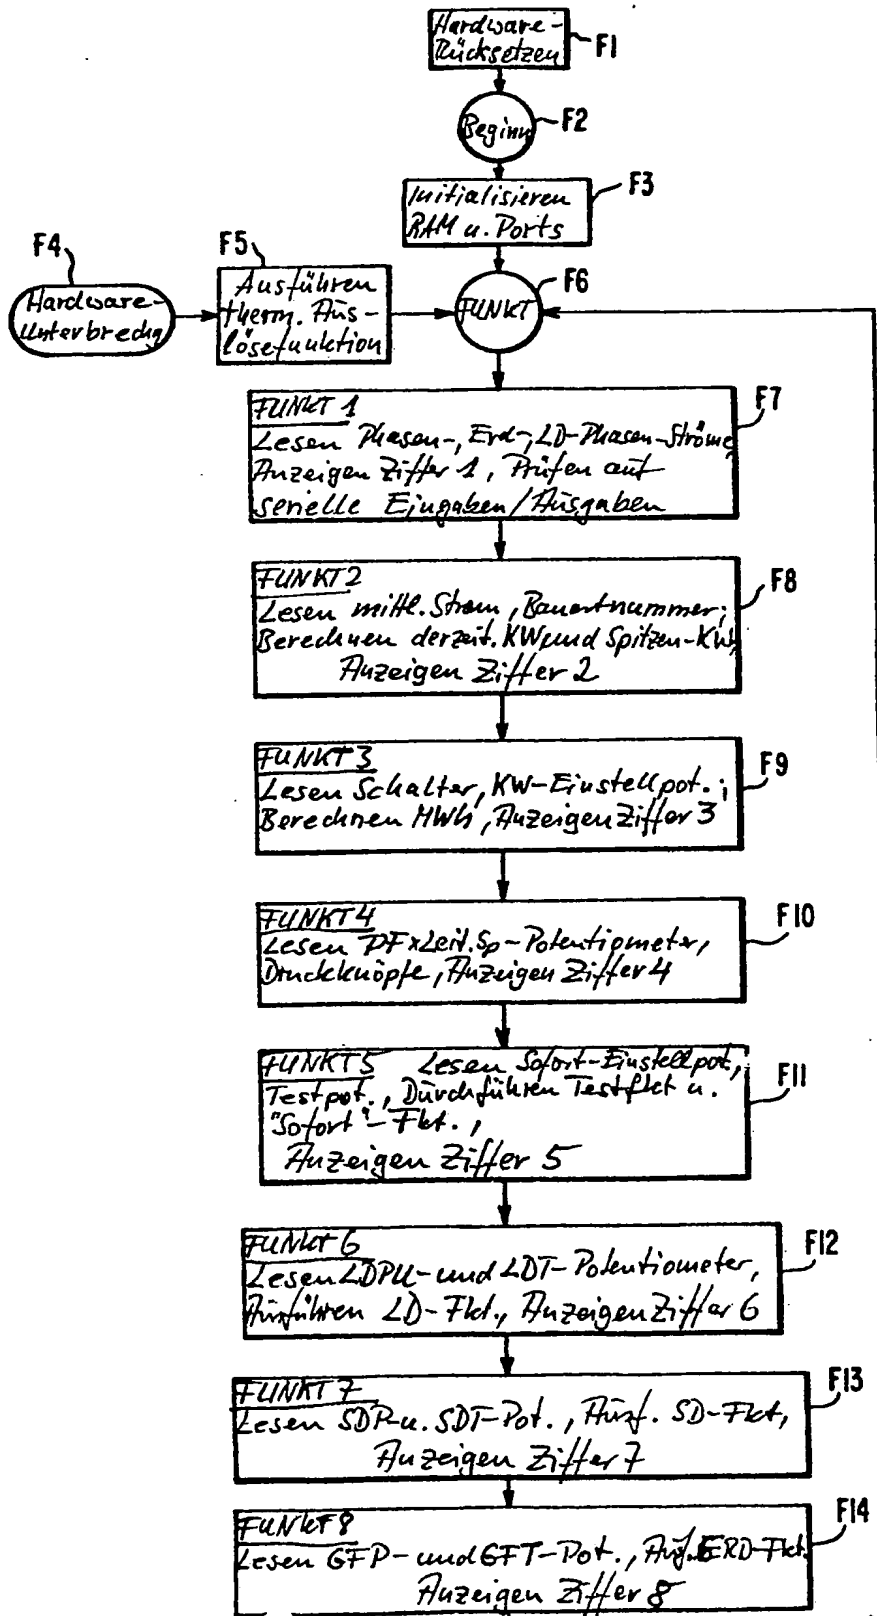 Hardware-
Rücksetzen
F1
Beginn
F2
Initialisieren
RAM u. Ports
F3
F4
Hardware-
Unterbrechg
F5
Ausführen
therm. Aus-
lösefunktion
FUNKT
F6
F7
FUNKT 1
Lesen Phasen-, Erd-, LD-Phasen-Ströme
Anzeigen Ziffer 1, Prüfen auf
serielle Eingaben/Ausgaben
F8
FUNKT 2
Lesen mittl. Strom, Bauartnummer;
Berechnen derzeit. KW und Spitzen-KW,
Anzeigen Ziffer 2
F9
FUNKT 3
Lesen Schalter, KW-Einstellpot.;
Berechnen MWh, Anzeigen Ziffer 3
F10
FUNKT 4
Lesen PFxLeit.Sp-Potentiometer,
Druckknöpfe, Anzeigen Ziffer 4
F11
FUNKT 5 Lesen Sofort-Einstellpot.,
Testpot., Durchführen Testfkt u.
"Sofort"-Fkt.,
Anzeigen Ziffer 5
F12
FUNKT 6
Lesen LDPU- und LDT-Potentiometer,
Ausführen LD-Fkt., Anzeigen Ziffer 6
F13
FUNKT 7
Lesen SDP- u. SDT-Pot., Ausf. SD-Fkt,
Anzeigen Ziffer 7
F14
FUNKT 8
Lesen GFP- und GFT-Pot., Ausf. ERD-Fkt.
Anzeigen Ziffer 8